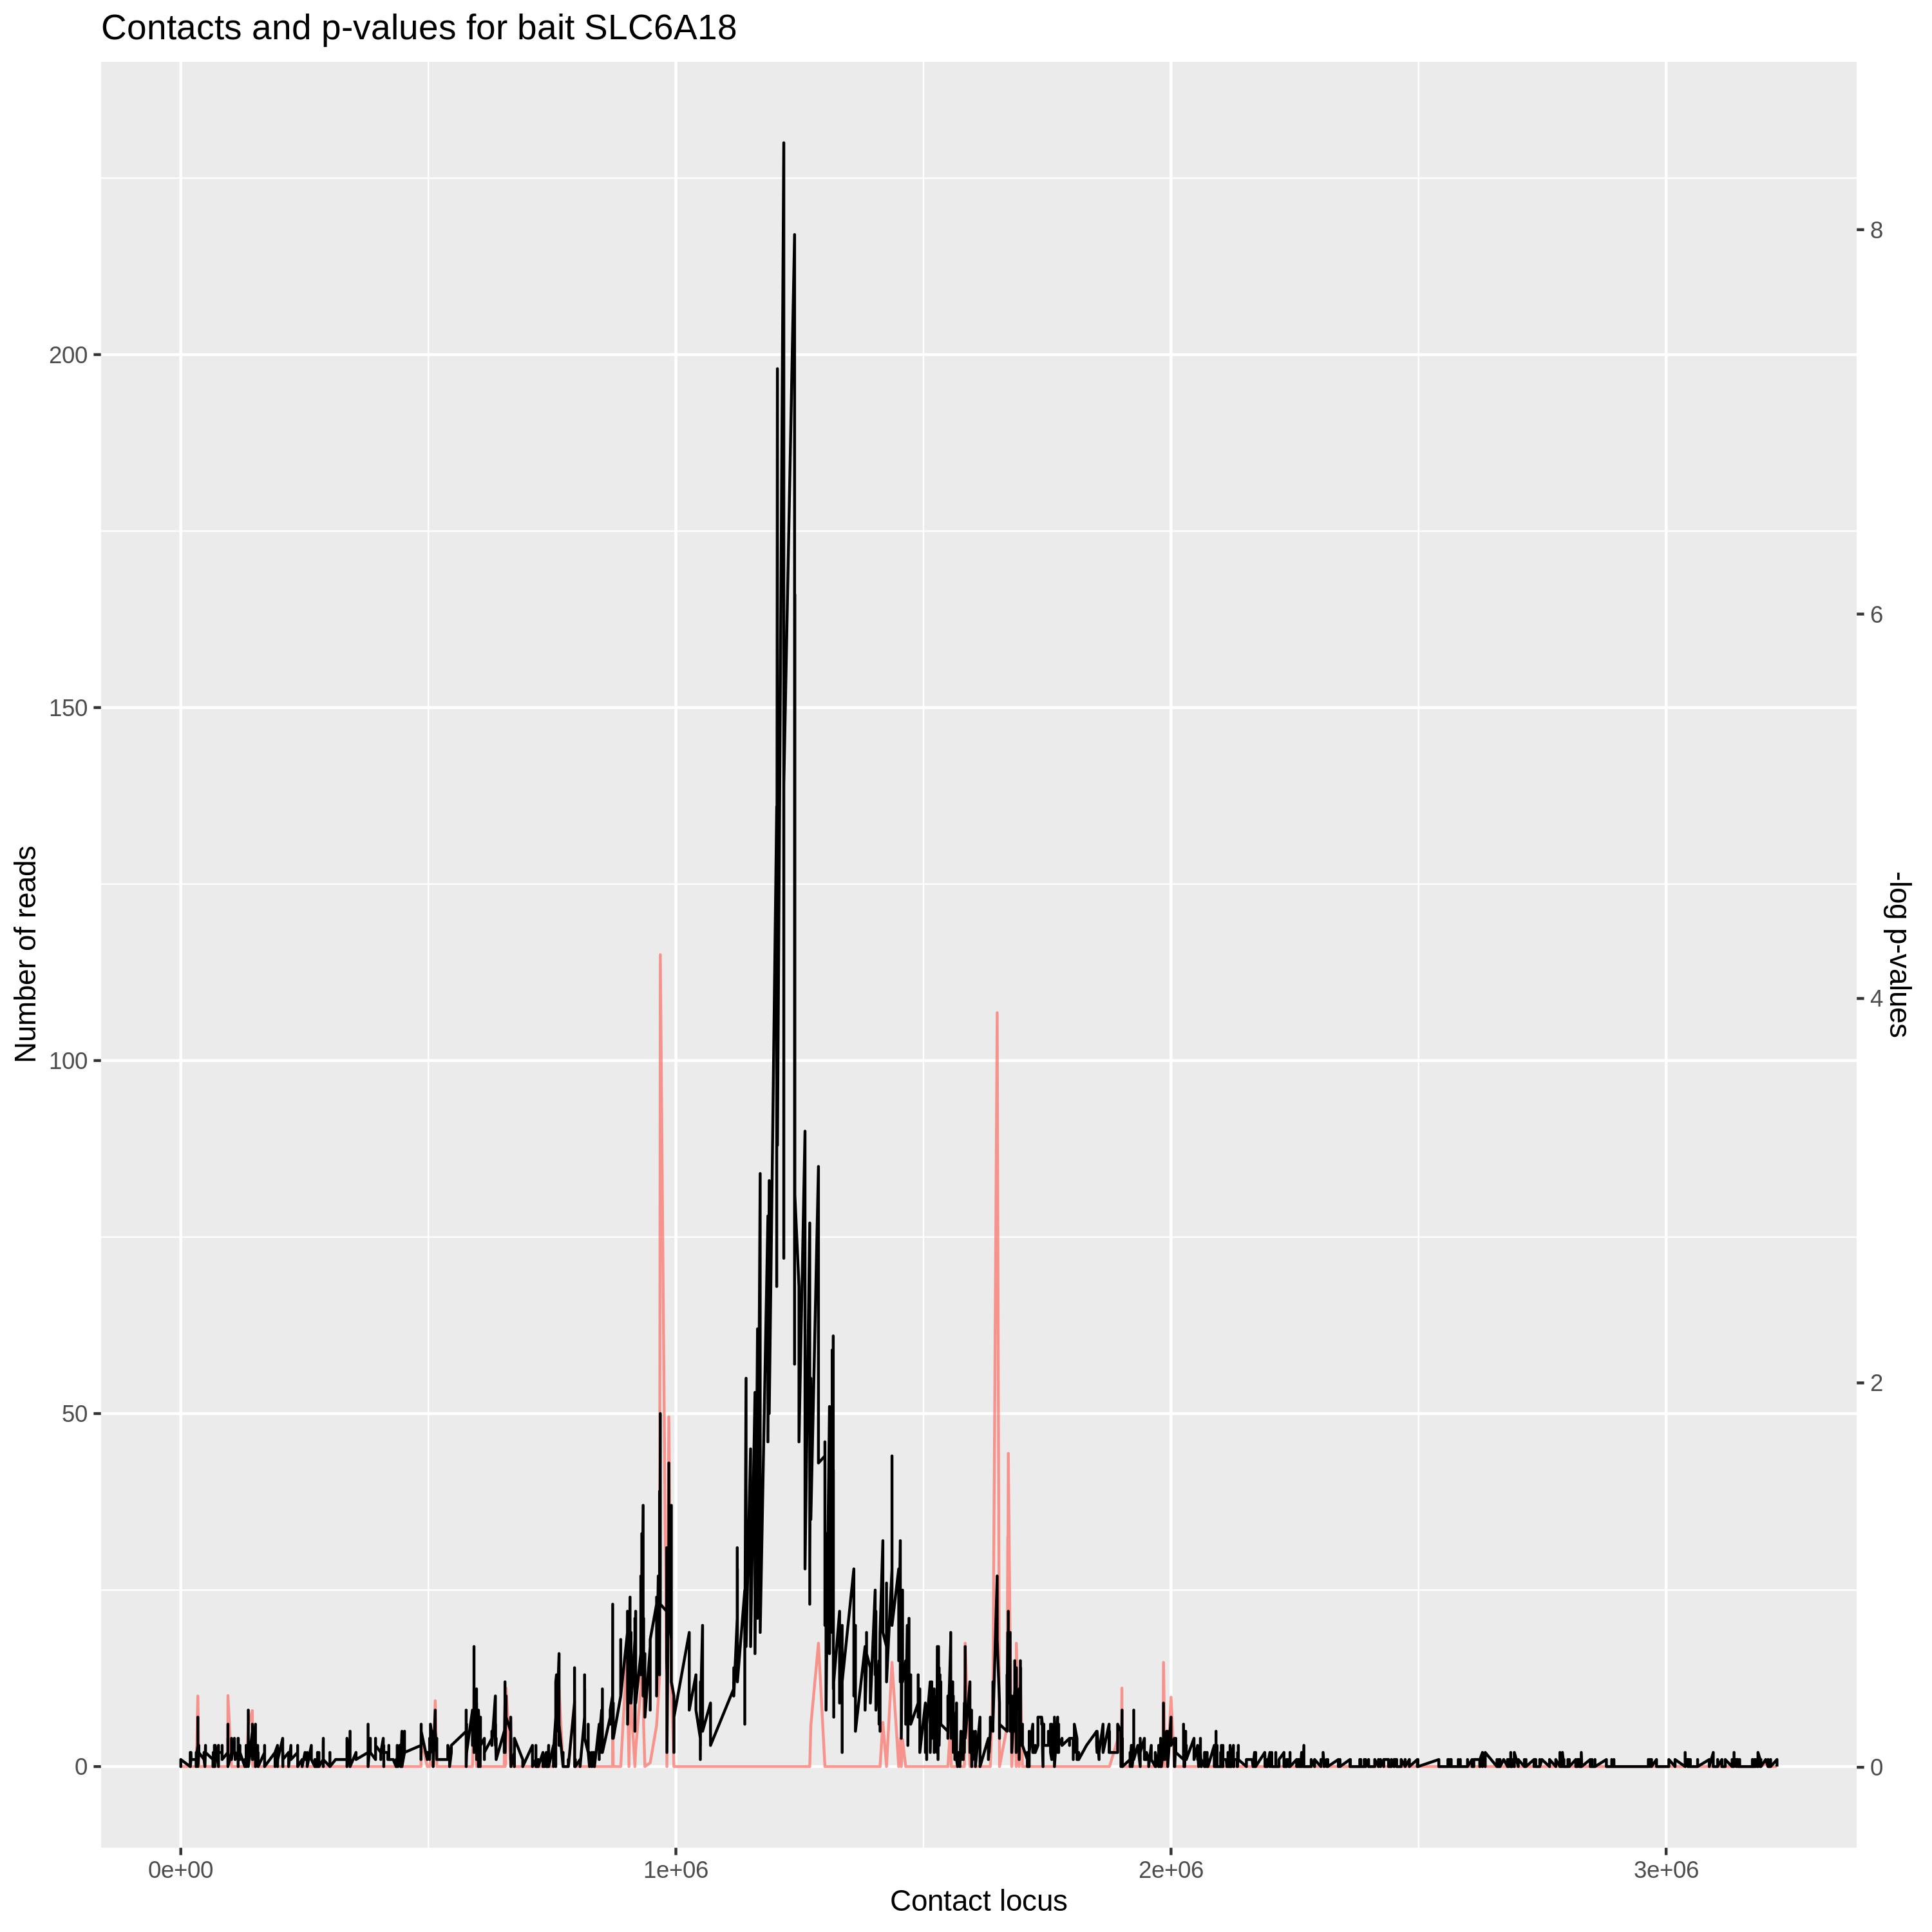 Contacts and p-values for bait SLC6A18
Number of reads
200
150
100
50
0
8
6
4
2
0
-log p-values
0e+00 1e+06 2e+06 3e+06
Contact locus